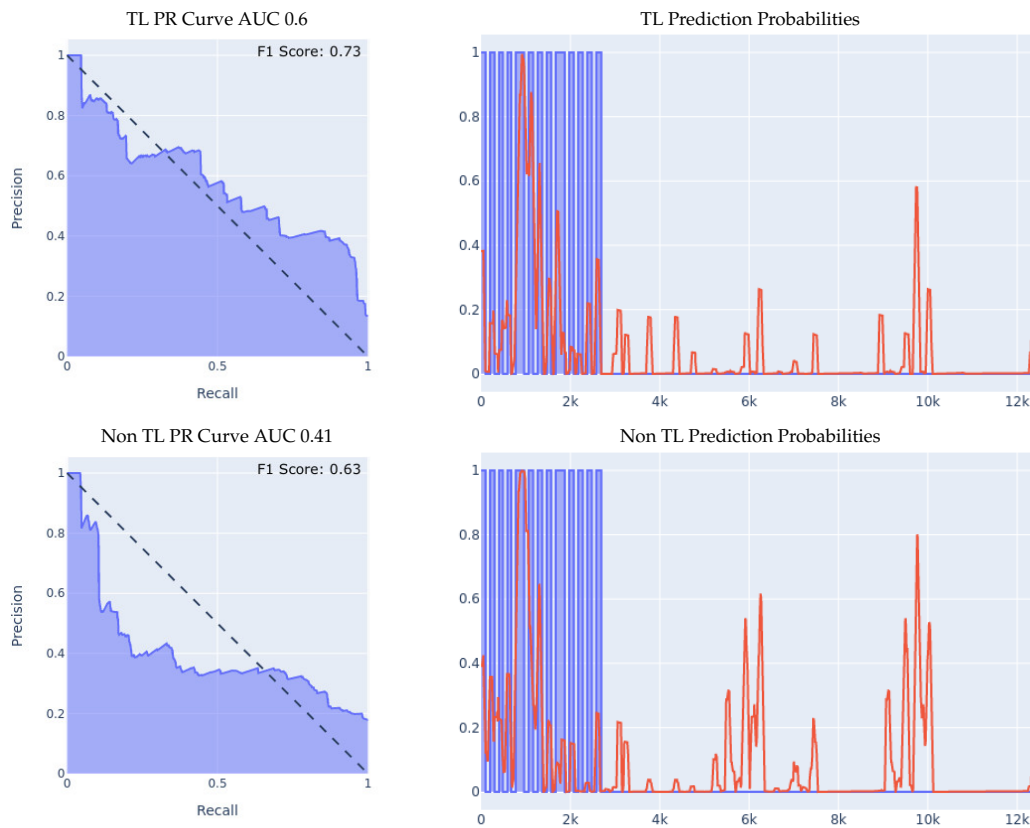 TL PR Curve AUC 0.6
F1 Score: 0.73
1
0.8
0.6
0.4
0.2
0
0
0.5
1
Precision
Recall
TL Prediction Probabilities
1
0.8
0.6
0.4
0.2
0
0
2k
4k
6k
8k
10k
12k
Non TL PR Curve AUC 0.41
F1 Score: 0.63
1
0.8
0.6
0.4
0.2
0
0
0.5
1
Precision
Recall
Non TL Prediction Probabilities
1
0.8
0.6
0.4
0.2
0
0
2k
4k
6k
8k
10k
12k